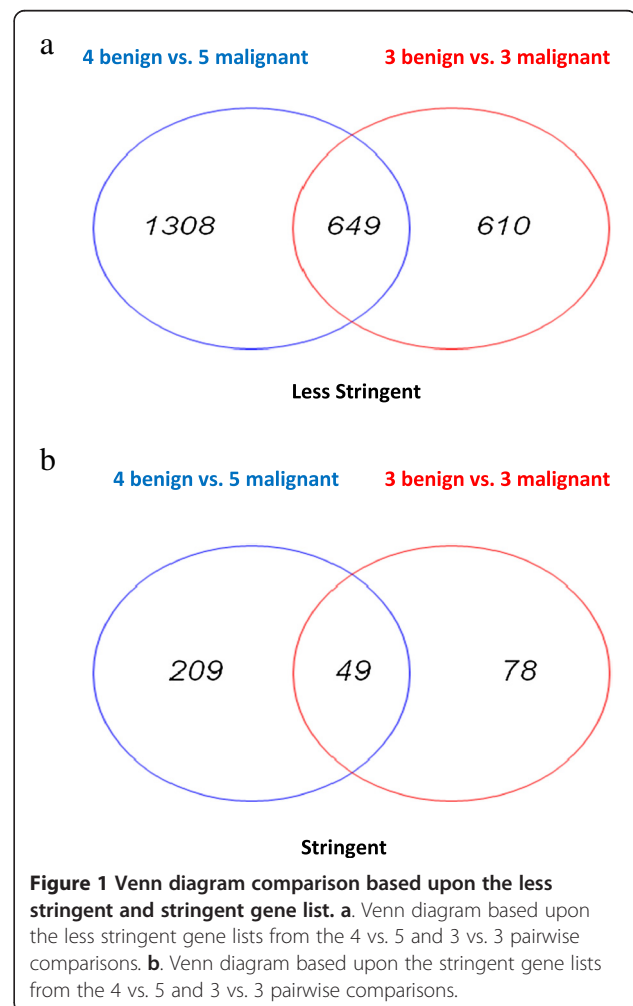 a
4 benign vs. 5 malignant 3 benign vs. 3 malignant
1308 649 610
Less Stringent
b
4 benign vs. 5 malignant 3 benign vs. 3 malignant
209 49 78
Stringent
Figure 1 Venn diagram comparison based upon the less
stringent and stringent gene list. a. Venn diagram based upon
the less stringent gene lists from the 4 vs. 5 and 3 vs. 3 pairwise
comparisons. b. Venn diagram based upon the stringent gene lists
from the 4 vs. 5 and 3 vs. 3 pairwise comparisons.